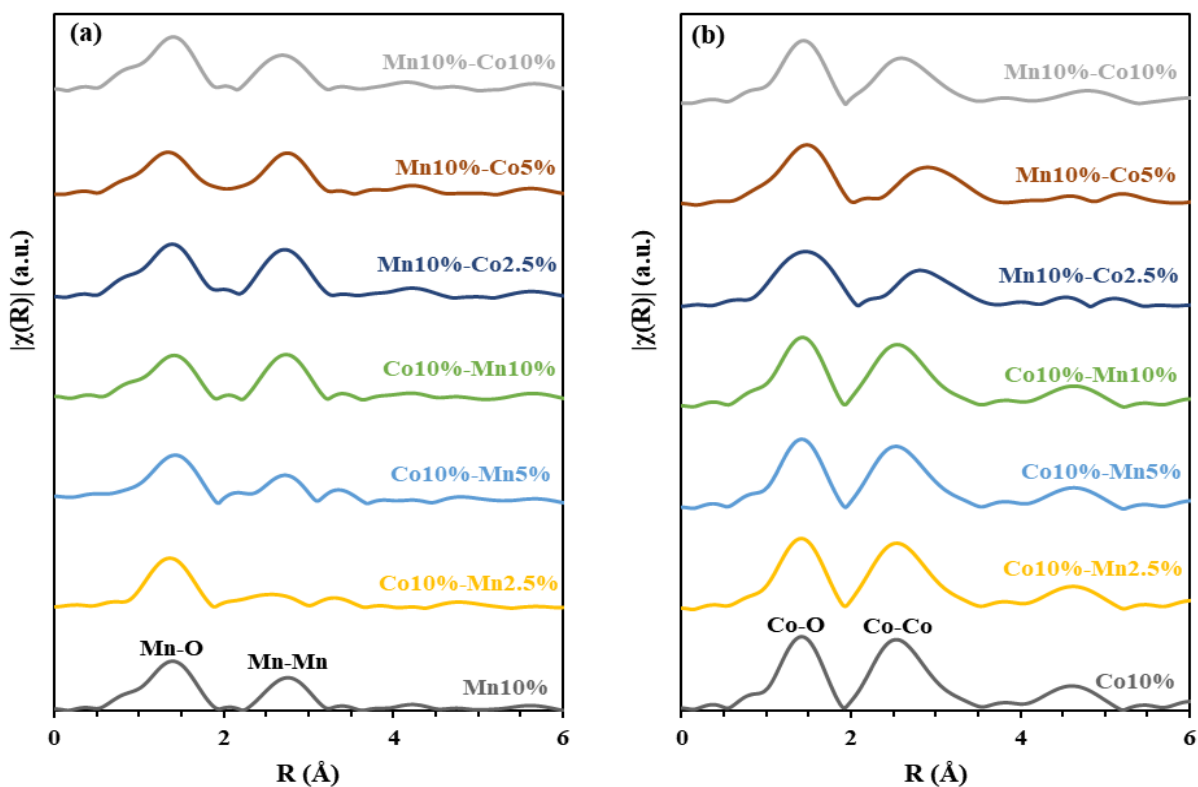 (a)
Mn10%-Co10%
Mn10%-Co5%
Mn10%-Co2.5%
Co10%-Mn10%
Co10%-Mn5%
Co10%-Mn2.5%
Mn-O
Mn-Mn
Mn10%
|χ(R)| (a.u.)
0
2
4
6
R (Å)
(b)
Mn10%-Co10%
Mn10%-Co5%
Mn10%-Co2.5%
Co10%-Mn10%
Co10%-Mn5%
Co10%-Mn2.5%
Co-O
Co-Co
Co10%
|χ(R)| (a.u.)
0
2
4
6
R (Å)